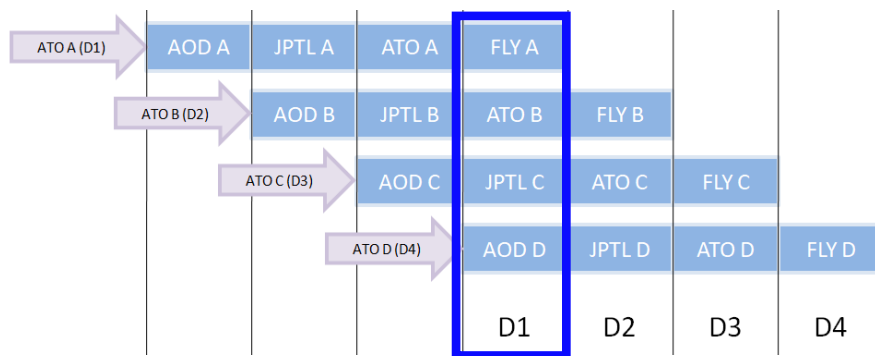 ATO A (D1) AOD A JPTL A ATO A FLY A
ATO B (D2) AOD B JPTL B ATO B FLY B
ATO C (D3) AOD C JPTL C ATO C FLY C
ATO D (D4) AOD D JPTL D ATO D FLY D
D1 D2 D3 D4